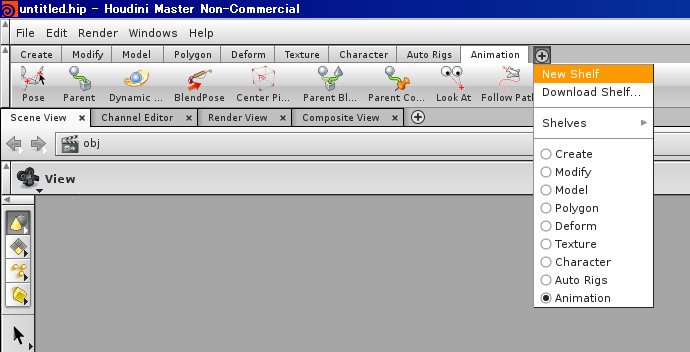 untitled.hip - Houdini Master Non-Commercial
File Edit Render Windows Help
Create Modify Model Polygon Deform Texture Character Auto Rigs Animation
Pose Parent Dynamic ... BlendPose Center Pi... Parent Bl... Parent Co... Look At Follow Pat
New Shelf
Download Shelf...
Shelves
Create
Modify
Model
Polygon
Deform
Texture
Character
Auto Rigs
Animation
Scene View Channel Editor Render View Composite View
obj
View